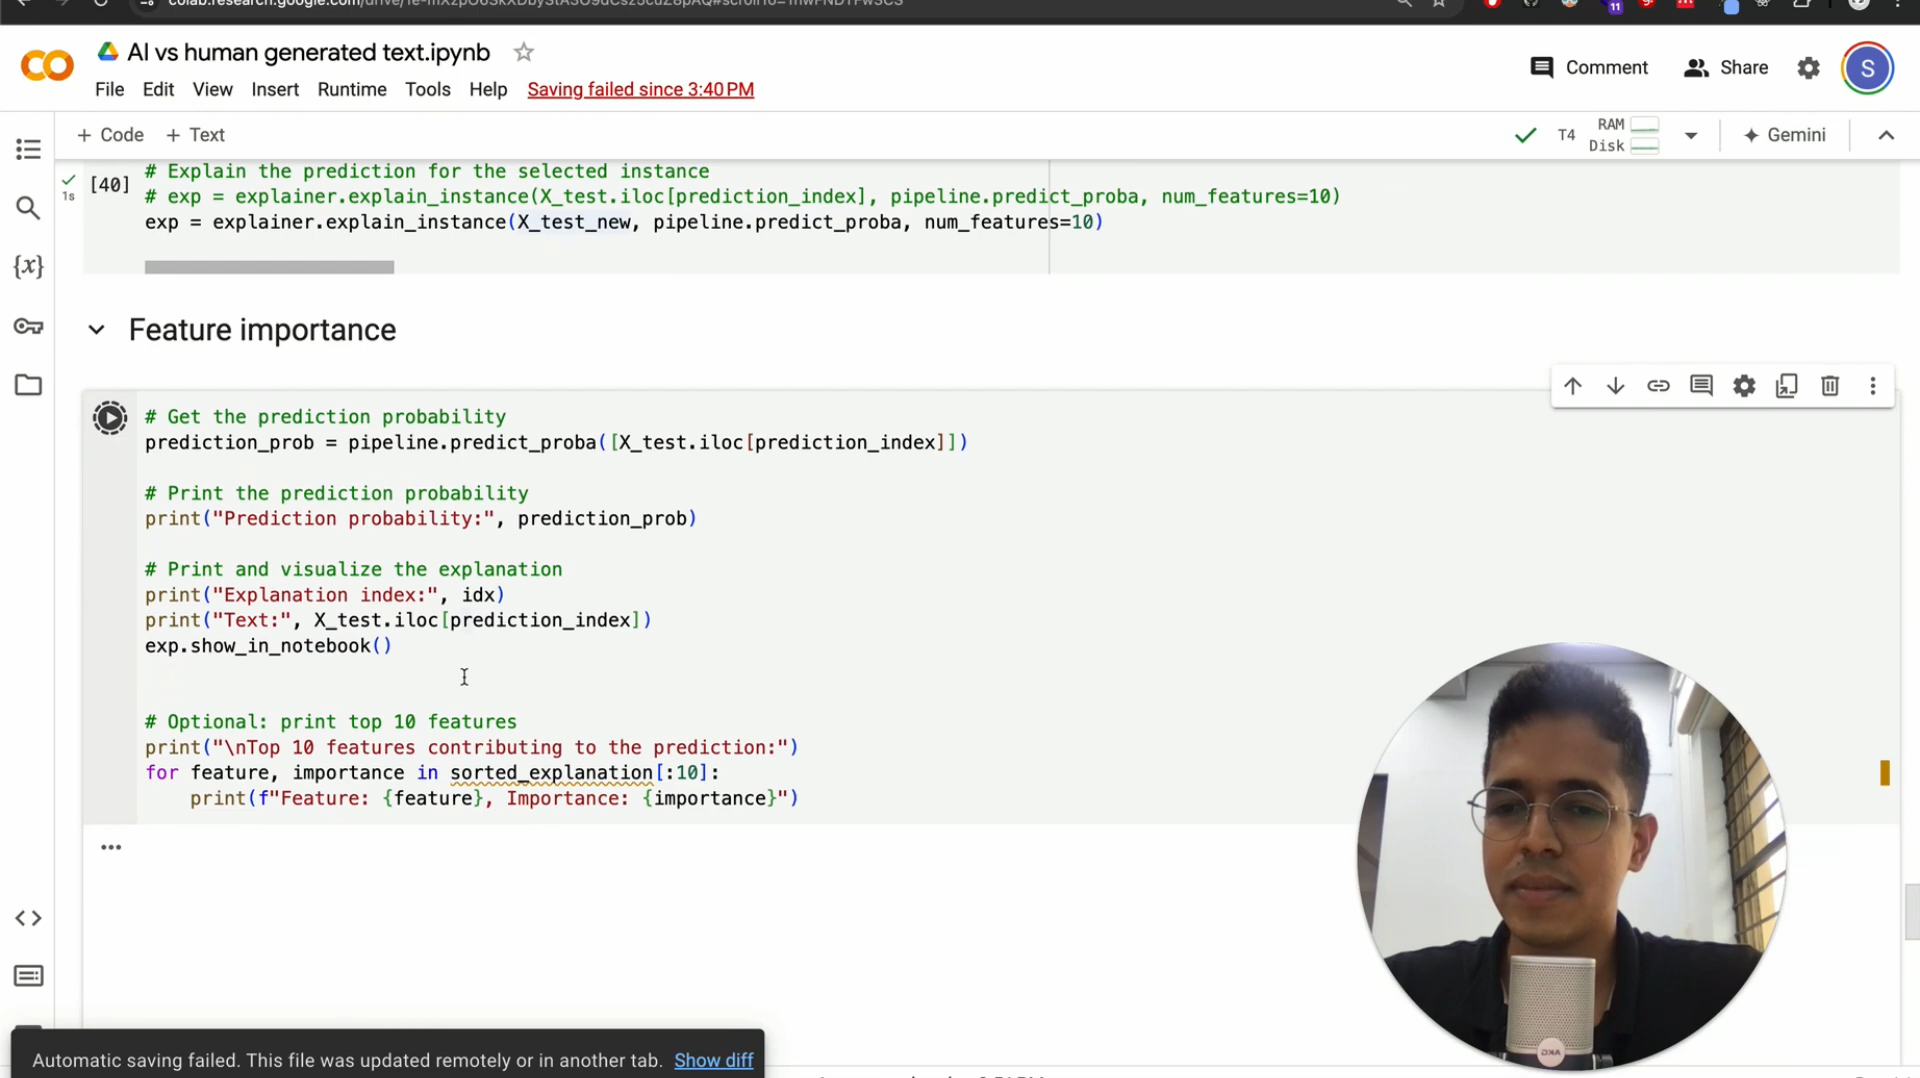 AI vs human generated text.ipynb
Comment
Share
S
File Edit View Insert Runtime Tools Help Saving failed since 3:40 PM
+ Code + Text
T4
RAM
Disk
Gemini
1s
[40]
# Explain the prediction for the selected instance
# exp = explainer.explain_instance(X_test.iloc[prediction_index], pipeline.predict_proba, num_features=10)
exp = explainer.explain_instance(X_test_new, pipeline.predict_proba, num_features=10)
{x}
Feature importance
# Get the prediction probability
prediction_prob = pipeline.predict_proba([X_test.iloc[prediction_index]])
# Print the prediction probability
print("Prediction probability:", prediction_prob)
# Print and visualize the explanation
print("Explanation index:", idx)
print("Text:", X_test.iloc[prediction_index])
exp.show_in_notebook()
# Optional: print top 10 features
print("\nTop 10 features contributing to the prediction:")
for feature, importance in sorted_explanation[:10]:
    print(f"Feature: {feature}, Importance: {importance}")
Automatic saving failed. This file was updated remotely or in another tab. Show diff